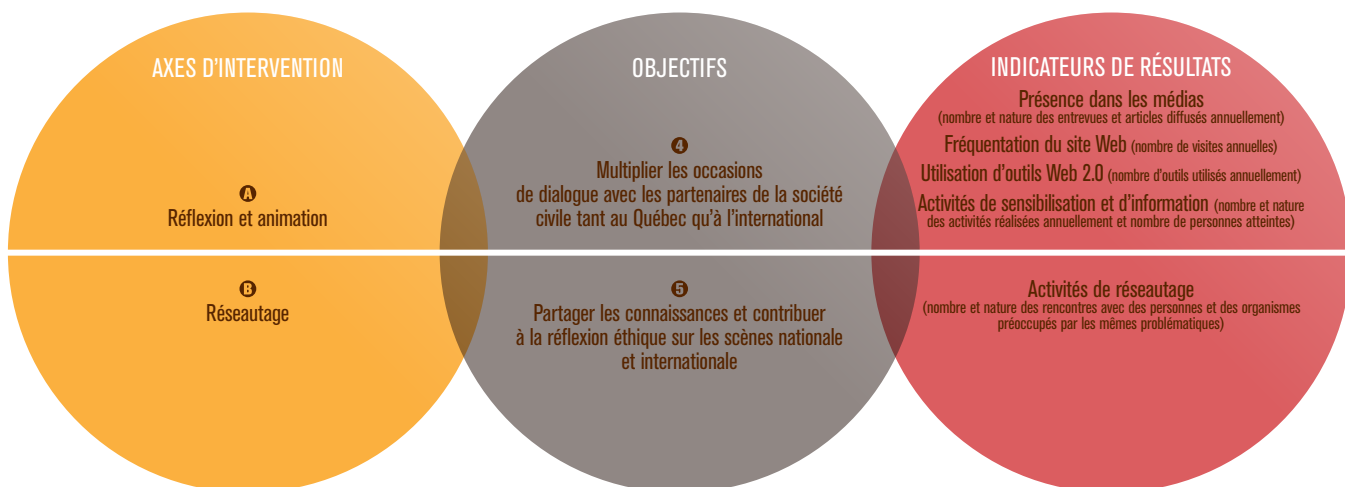 AXES D'INTERVENTION
A
Réflexion et animation
B
Réseautage
OBJECTIFS
4
Multiplier les occasions
de dialogue avec les partenaires de la société
civile tant au Québec qu'à l'international
5
Partager les connaissances et contribuer
à la réflexion éthique sur les scènes nationale
et internationale
INDICATEURS DE RÉSULTATS
Présence dans les médias
(nombre et nature des entrevues et articles diffusés annuellement)
Fréquentation du site Web (nombre de visites annuelles)
Utilisation d'outils Web 2.0 (nombre d'outils utilisés annuellement)
Activités de sensibilisation et d'information (nombre et nature
des activités réalisées annuellement et nombre de personnes atteintes)
Activités de réseautage
(nombre et nature des rencontres avec des personnes et des organismes
préoccupés par les mêmes problématiques)